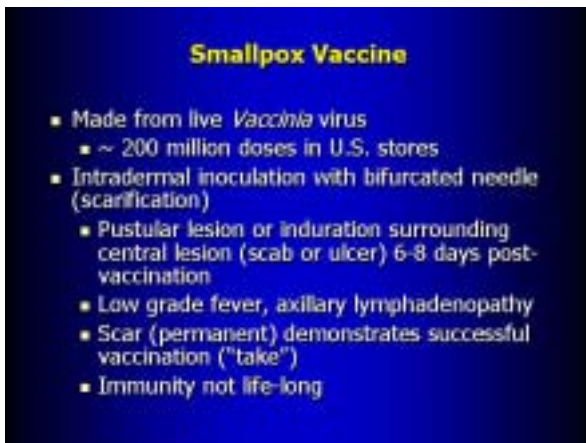 Smallpox Vaccine
▪ Made from live Vaccinia virus
▪ ~ 200 million doses in U.S. stores
▪ Intradermal inoculation with bifurcated needle
(scarification)
▪ Pustular lesion or induration surrounding
central lesion (scab or ulcer) 6-8 days post-
vaccination
▪ Low grade fever, axillary lymphadenopathy
▪ Scar (permanent) demonstrates successful
vaccination ("take")
▪ Immunity not life-long